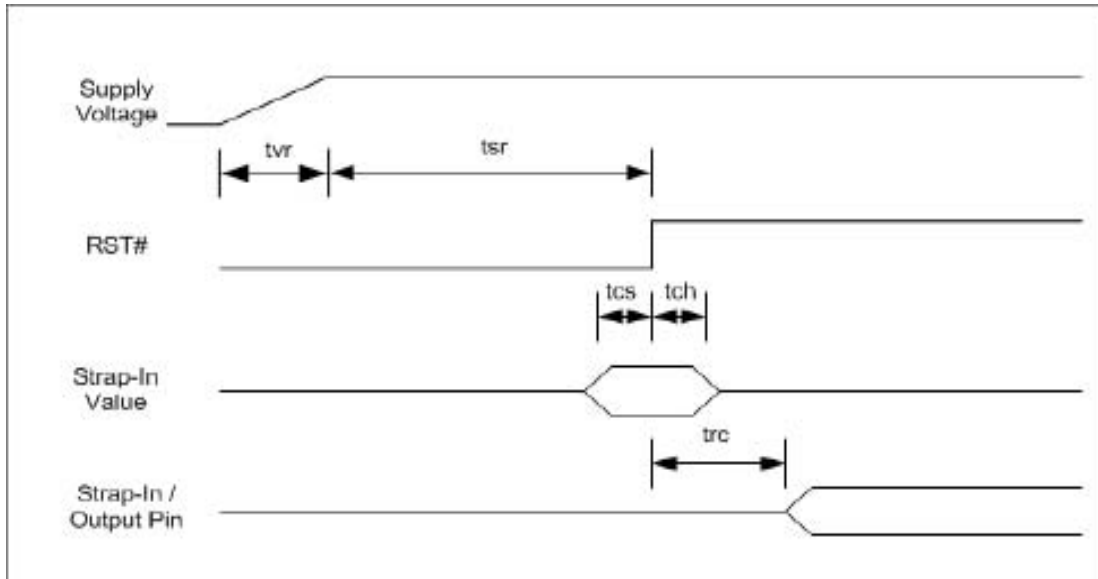 Supply
Voltage
tvr
tsr
RST#
tcs
tch
Strap-In
Value
trc
Strap-In /
Output Pin